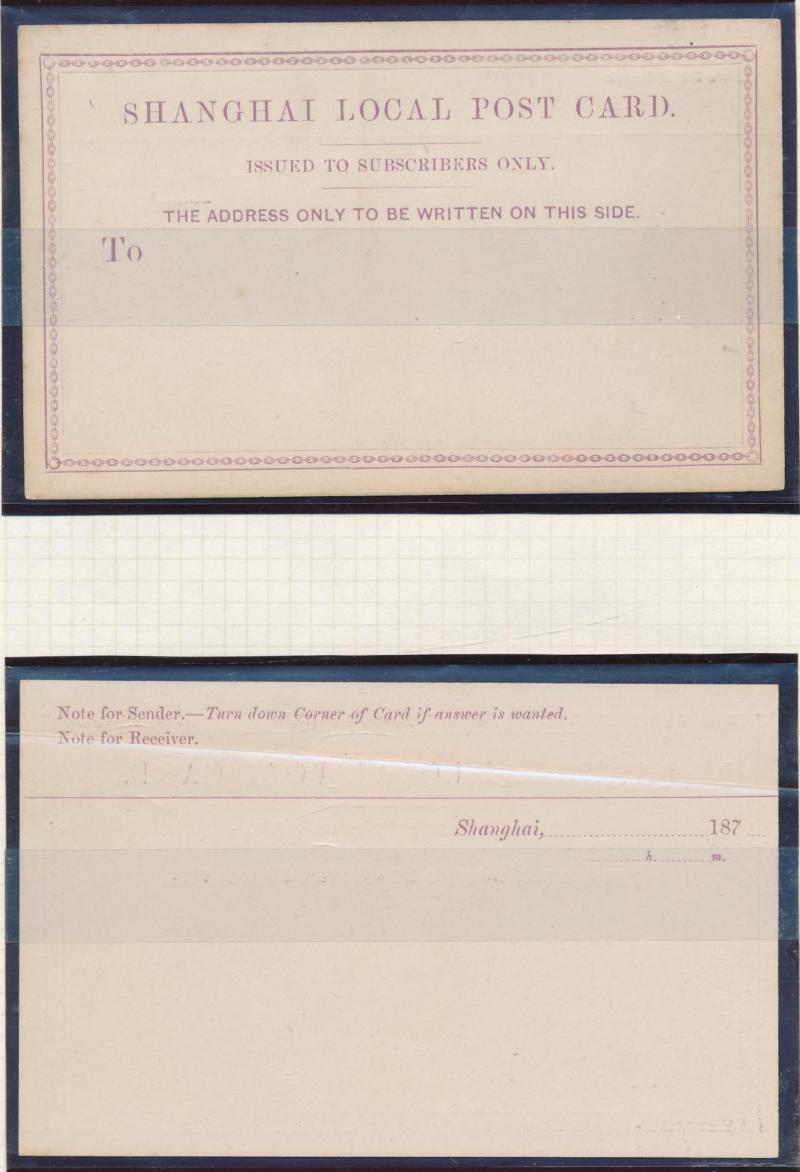 SHANGHAI LOCAL POST CARD.
ISSUED TO SUBSCRIBERS ONLY.
THE ADDRESS ONLY TO BE WRITTEN ON THIS SIDE.
To
Note for Sender.—Turn down Corner of Card if answer is wanted.
Note for Receiver.
Shanghai,........................187....
............h..........m.